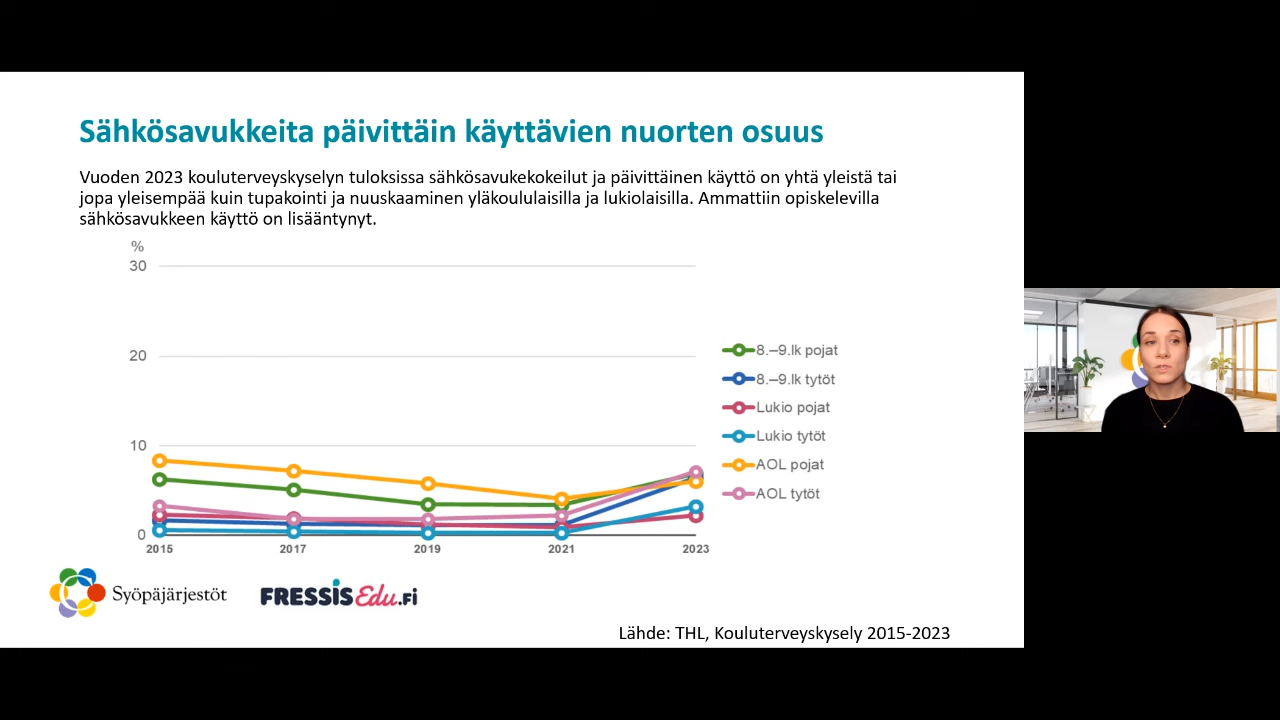 Sähkösavukkeita päivittäin käyttävien nuorten osuus
Vuoden 2023 kouluterveyskyselyn tuloksissa sähkösavukekokeilut ja päivittäinen käyttö on yhtä yleistä tai
jopa yleisempää kuin tupakointi ja nuuskaaminen yläkoululaisilla ja lukiolaisilla. Ammattiin opiskelevilla
sähkösavukkeen käyttö on lisääntynyt.
%
30
20
10
0
2015 2017 2019 2021 2023
8.–9.lk pojat
8.–9.lk tytöt
Lukio pojat
Lukio tytöt
AOL pojat
AOL tytöt
Syöpäjärjestöt
FRESSIS Edu.fi
Lähde: THL, Kouluterveyskysely 2015-2023